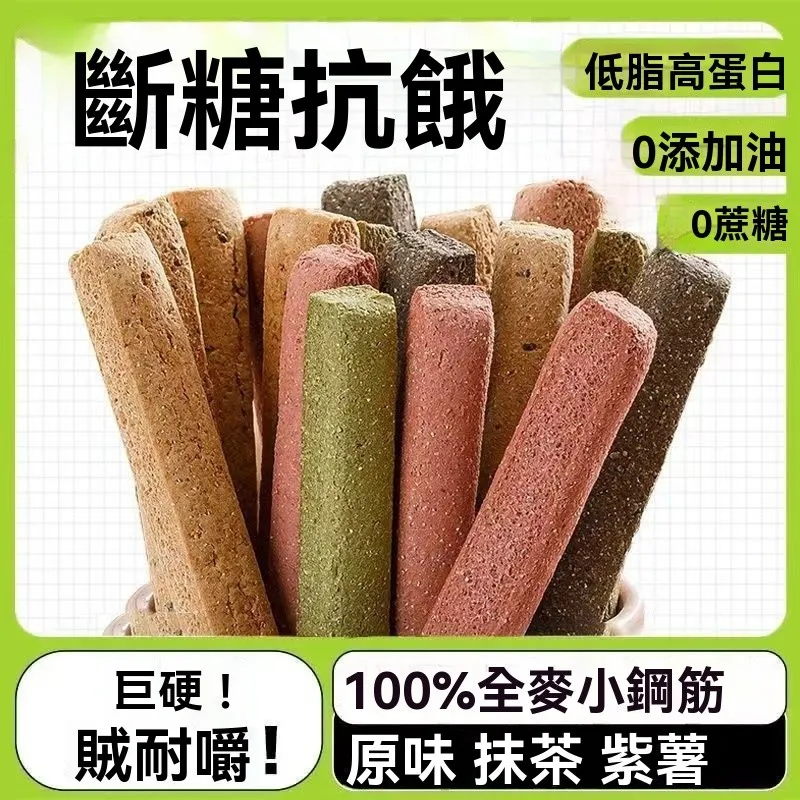 斷糖抗餓
低脂高蛋白
0添加油
0蔗糖
巨硬！
賊耐嚼！
100%全麥小鋼筋
原味 抹茶 紫薯